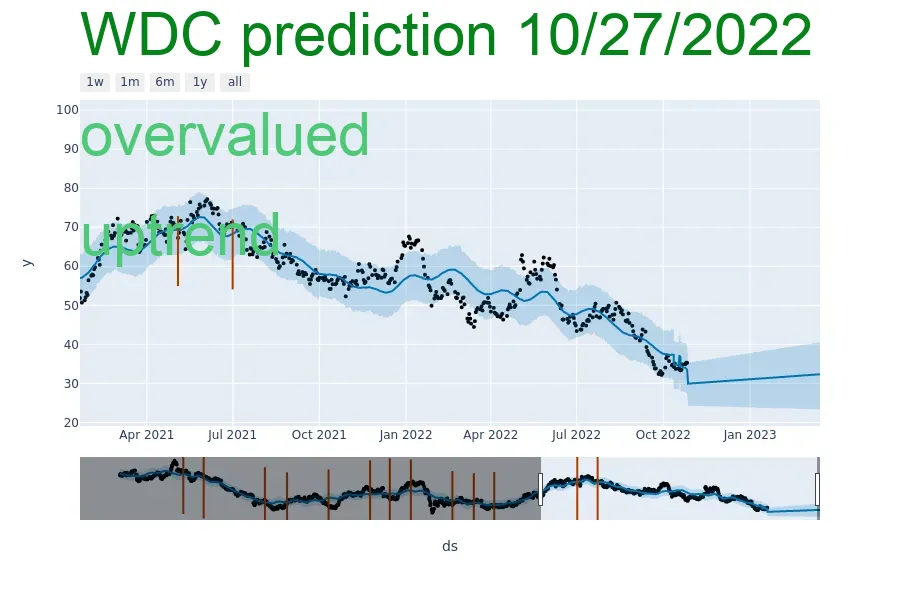 WDC prediction 10/27/2022
1w 1m 6m 1y all
100
overvalued
90
80
70
uptrend
60
y
50
40
30
20
Apr 2021 Jul 2021 Oct 2021 Jan 2022 Apr 2022 Jul 2022 Oct 2022 Jan 2023
ds